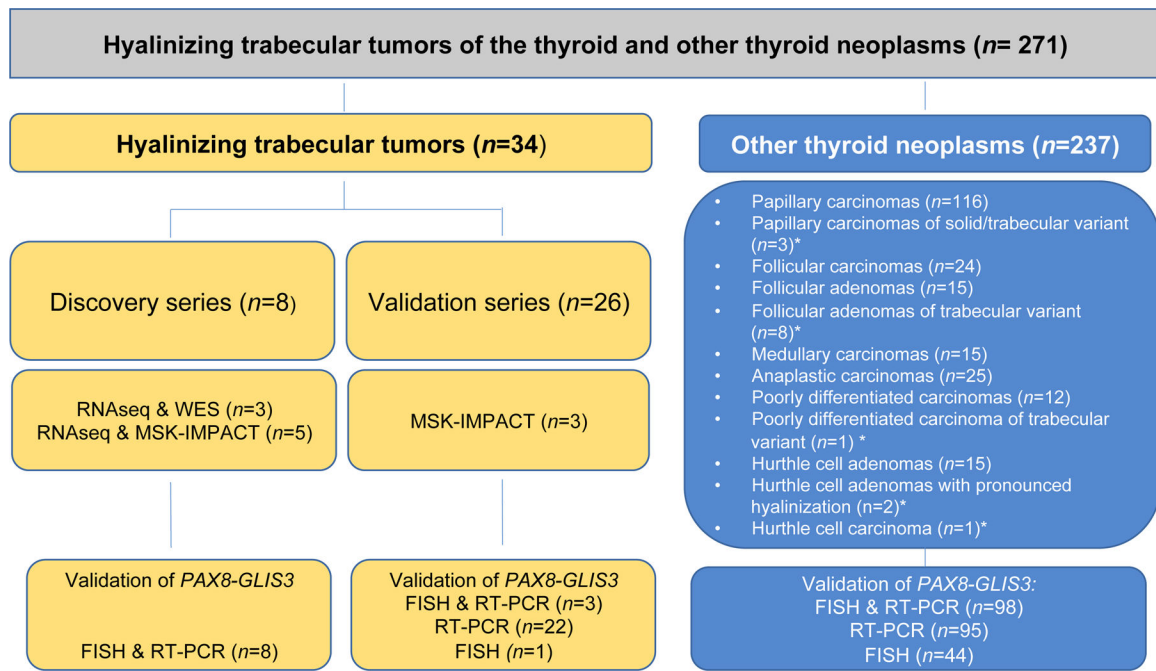 Hyalinizing trabecular tumors of the thyroid and other thyroid neoplasms (n= 271)
Hyalinizing trabecular tumors (n=34)
Discovery series (n=8)
Validation series (n=26)
RNAseq & WES (n=3)
RNAseq & MSK-IMPACT (n=5)
MSK-IMPACT (n=3)
Validation of PAX8-GLIS3
FISH & RT-PCR (n=8)
Validation of PAX8-GLIS3
FISH & RT-PCR (n=3)
RT-PCR (n=22)
FISH (n=1)
Other thyroid neoplasms (n=237)
• Papillary carcinomas (n=116)
• Papillary carcinomas of solid/trabecular variant
(n=3)*
• Follicular carcinomas (n=24)
• Follicular adenomas (n=15)
• Follicular adenomas of trabecular variant
(n=8)*
• Medullary carcinomas (n=15)
• Anaplastic carcinomas (n=25)
• Poorly differentiated carcinomas (n=12)
• Poorly differentiated carcinoma of trabecular
variant (n=1) *
• Hurthle cell adenomas (n=15)
• Hurthle cell adenomas with pronounced
hyalinization (n=2)*
• Hurthle cell carcinoma (n=1)*
Validation of PAX8-GLIS3:
FISH & RT-PCR (n=98)
RT-PCR (n=95)
FISH (n=44)